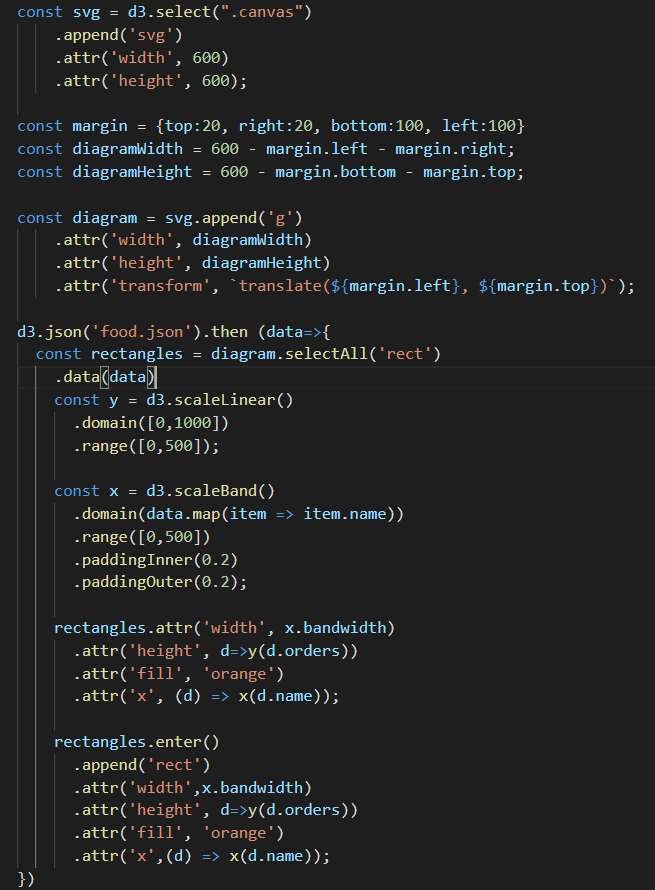 const svg = d3.select(".canvas")
    .append('svg')
    .attr('width', 600)
    .attr('height', 600);

const margin = {top:20, right:20, bottom:100, left:100}
const diagramWidth = 600 - margin.left - margin.right;
const diagramHeight = 600 - margin.bottom - margin.top;

const diagram = svg.append('g')
    .attr('width', diagramWidth)
    .attr('height', diagramHeight)
    .attr('transform', `translate(${margin.left}, ${margin.top})`);

d3.json('food.json').then (data=>{
  const rectangles = diagram.selectAll('rect')
    .data(data)
    const y = d3.scaleLinear()
      .domain([0,1000])
      .range([0,500]);

    const x = d3.scaleBand()
      .domain(data.map(item => item.name))
      .range([0,500])
      .paddingInner(0.2)
      .paddingOuter(0.2);

    rectangles.attr('width', x.bandwidth)
      .attr('height', d=>y(d.orders))
      .attr('fill', 'orange')
      .attr('x', (d) => x(d.name));

    rectangles.enter()
      .append('rect')
      .attr('width',x.bandwidth)
      .attr('height', d=>y(d.orders))
      .attr('fill', 'orange')
      .attr('x',(d) => x(d.name));
})